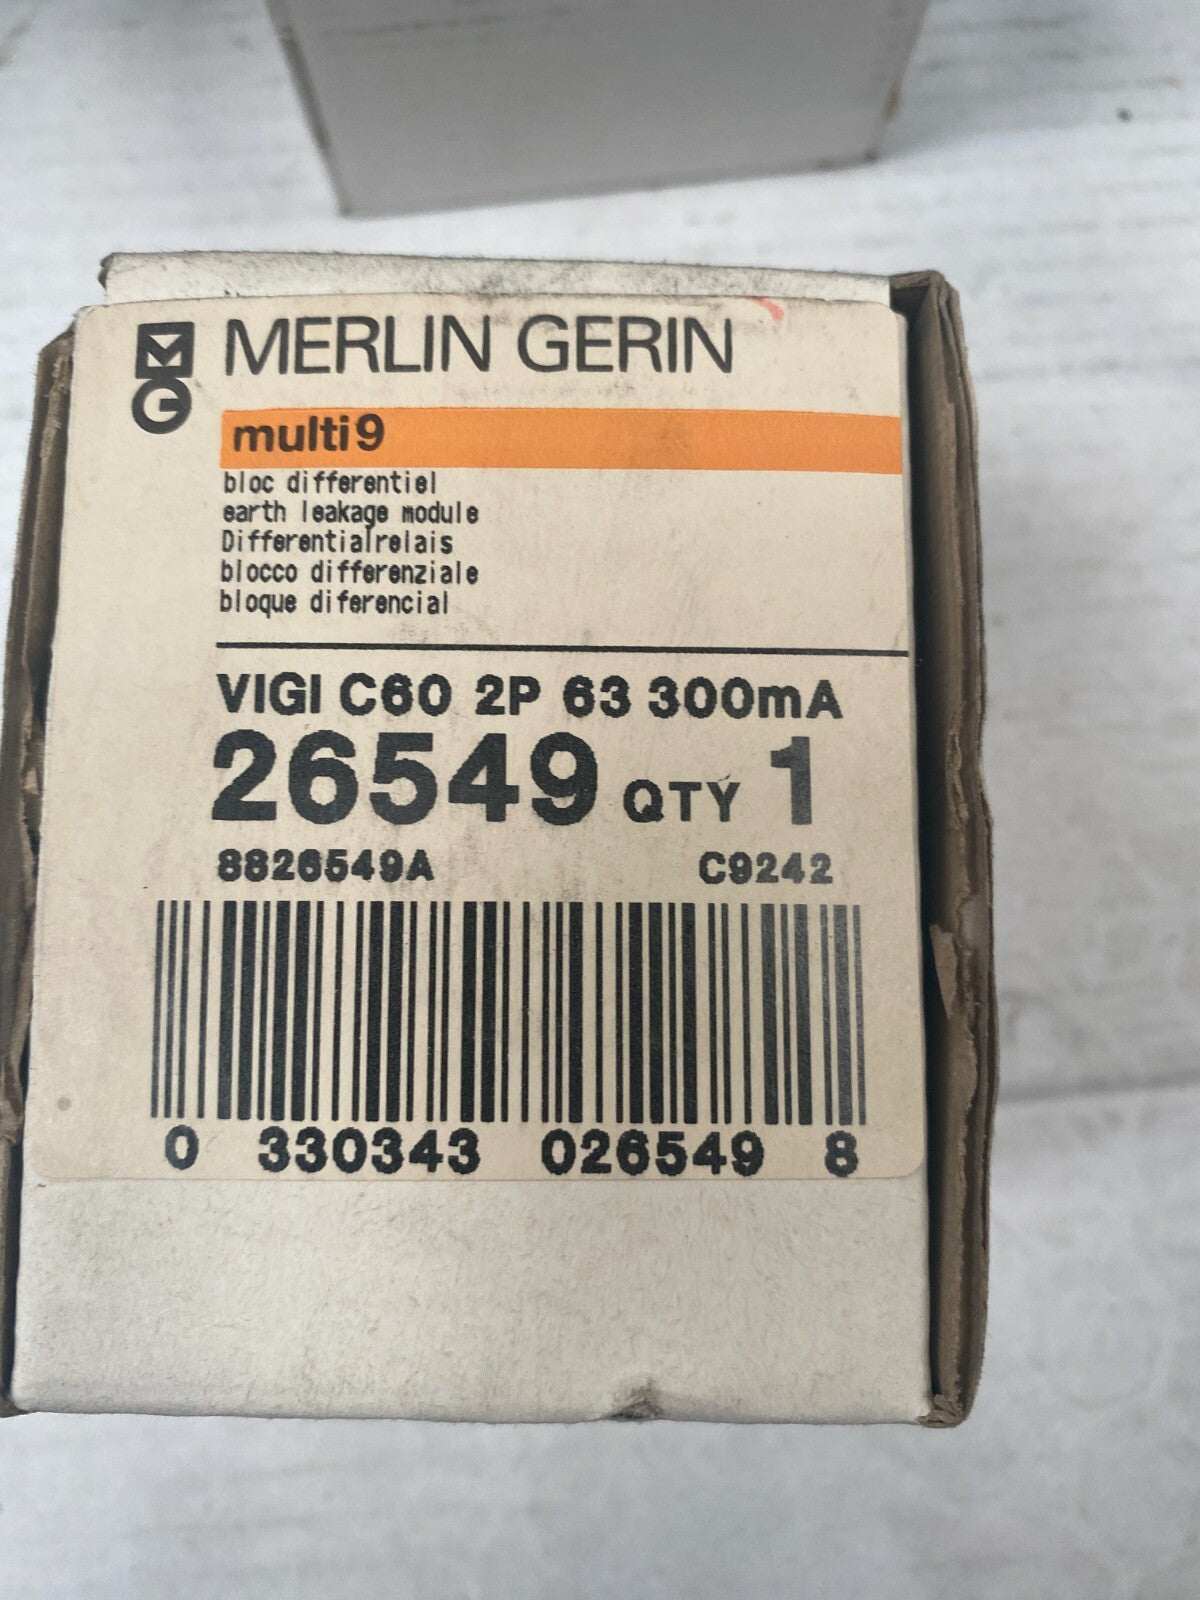 MG MERLIN GERIN
multi9
bloc differentiel
earth leakage module
Differentialrelais
blocco differenziale
bloque diferencial
VIGI C60 2P 63 300mA
26549 QTY 1
8826549A C9242
0 330343 026549 8